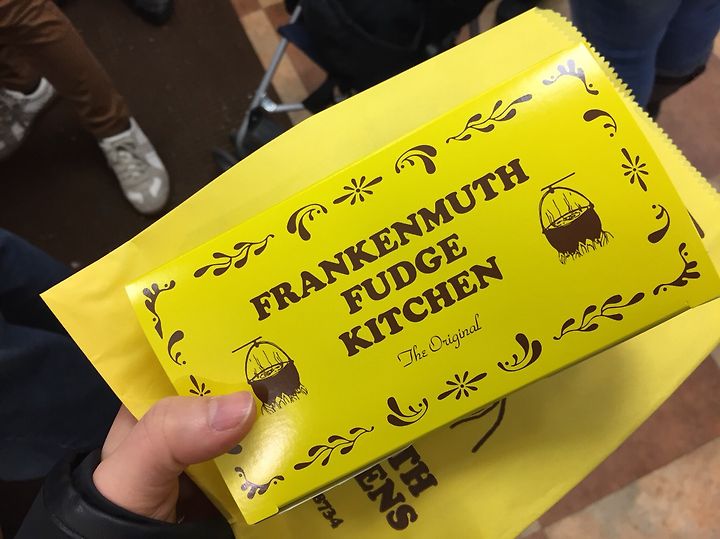 FRANKENMUTH
FUDGE
KITCHEN
The Original